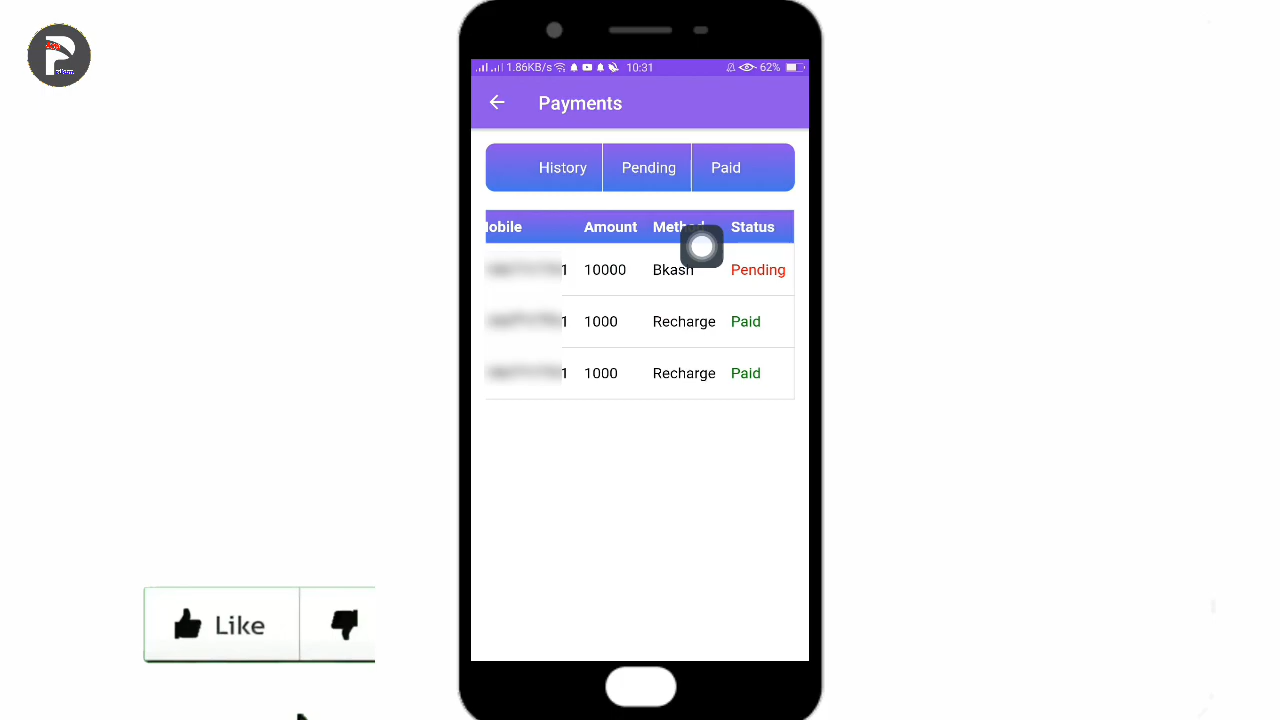 1.86KB/s 10:31 62%
Payments
History Pending Paid
obile Amount Method Status
1 10000 Bkash Pending
1 1000 Recharge Paid
1 1000 Recharge Paid
Like